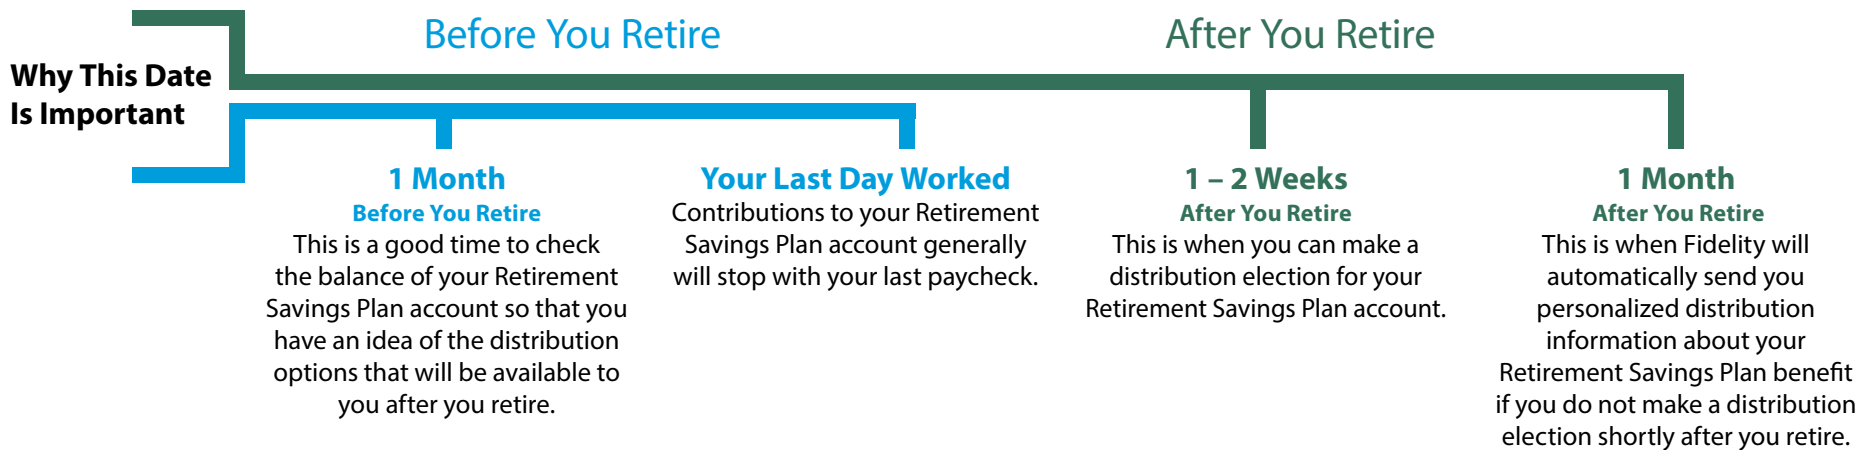 Before You Retire
After You Retire
Why This Date
Is Important
1 Month
Before You Retire
This is a good time to check
the balance of your Retirement
Savings Plan account so that you
have an idea of the distribution
options that will be available to
you after you retire.
Your Last Day Worked
Contributions to your Retirement
Savings Plan account generally
will stop with your last paycheck.
1 – 2 Weeks
After You Retire
This is when you can make a
distribution election for your
Retirement Savings Plan account.
1 Month
After You Retire
This is when Fidelity will
automatically send you
personalized distribution
information about your
Retirement Savings Plan benefit
if you do not make a distribution
election shortly after you retire.